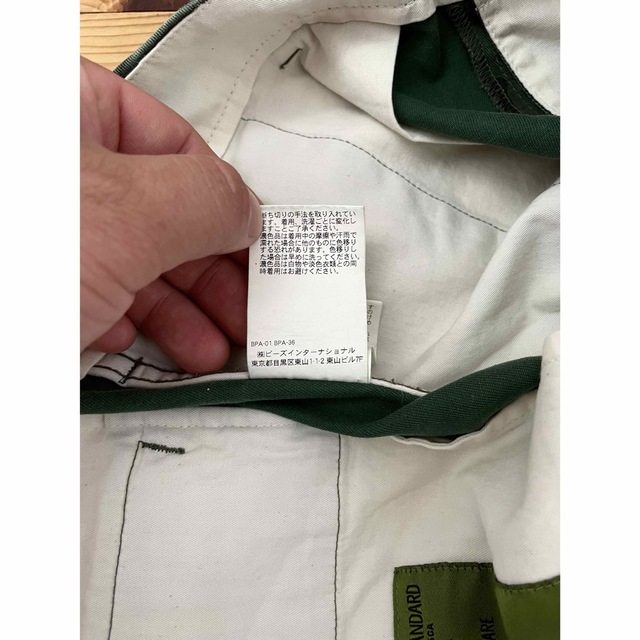 断ち切りの手法を取り入れてい
ます。着用、洗濯ごとに変化し
ますことご了承ください。
濃色品は着用中の摩擦や汗雨で
濡れた場合に他のものに色移り
する恐れがあります。色移りし
た場合は早めに洗ってください。
濃色品は白物や淡色衣類との同
時着用はお避けください。
BPA-01 BPA-36
㈱ビーズインターナショナル
東京都目黒区東山1-1-2 東山ビル7F
ANDARD